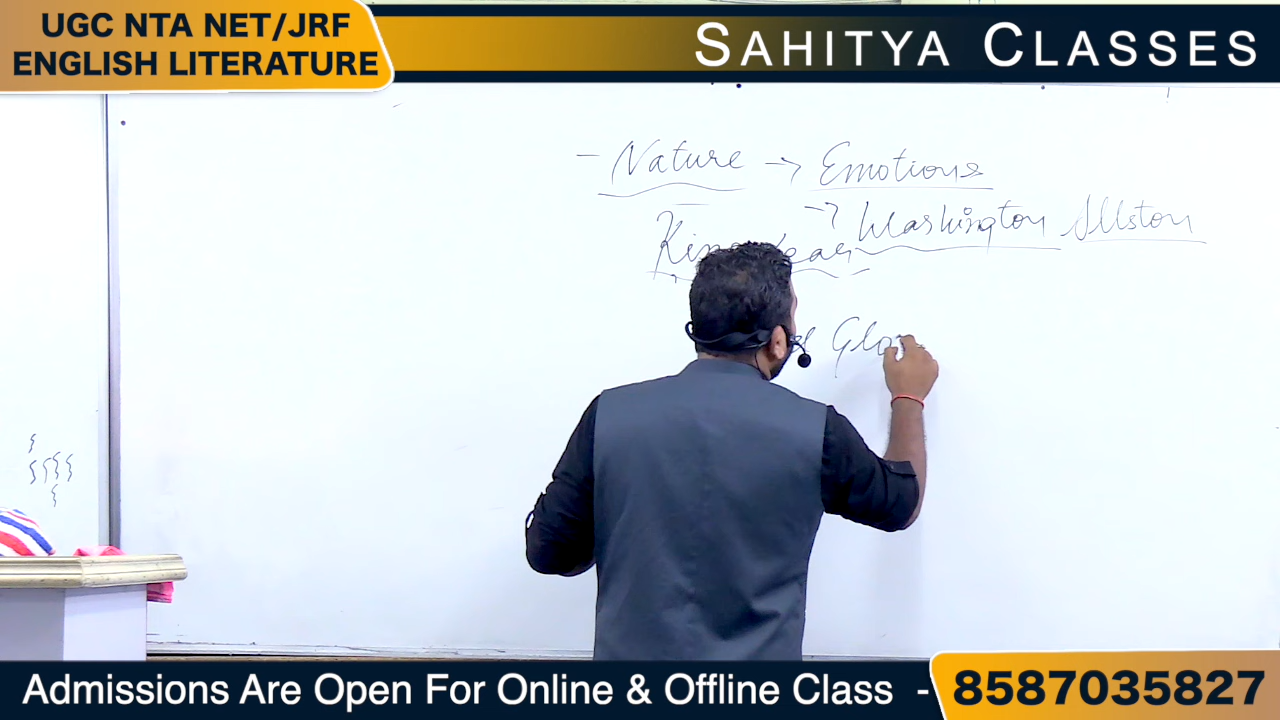 UGC NTA NET/JRF
ENGLISH LITERATURE
SAHITYA CLASSES
- Nature → Emotions
→ Washington Allston
Admissions Are Open For Online & Offline Class - 8587035827